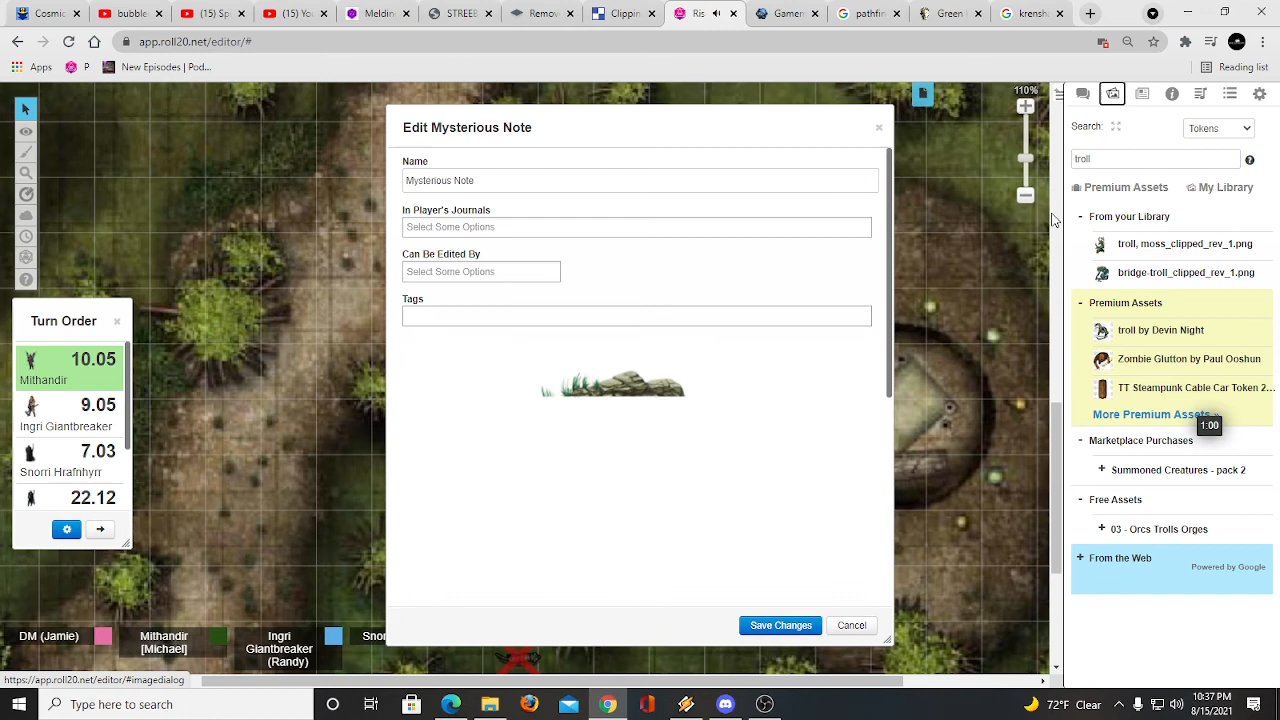 Cosmic
bubblec
(15) Sp
(15) Yo
Meldin
STREE
Remov
Clippin
Ris
Genera
pathfin
Green
krensh
app.roll20.net/editor/#
Apps
P
New Episodes | Pod...
Reading list
110%
Edit Mysterious Note
Name
Mysterious Note
In Player's Journals
Select Some Options
Can Be Edited By
Select Some Options
Tags
Save Changes
Cancel
Turn Order
10.05
Mithandir
9.05
Ingri Giantbreaker
7.03
Snorri Hrafnhyrr
22.12
Search:
Tokens
troll
Premium Assets
My Library
- From your Library
troll, moss_clipped_rev_1.png
bridge-troll_clipped_rev_1.png
- Premium Assets
troll by Devin Night
Zombie Glutton by Paul Ooshun
TT Steampunk Cable Car Token 2...
More Premium Assets »
1:00
Marketplace Purchases
+ Summoned Creatures - pack 2
- Free Assets
+ 03 - Orcs Trolls Orges
+ From the Web
Powered by Google
DM (Jamie)
Mithandir
[Michael]
Ingri
Giantbreaker
(Randy)
Snor
https://app.roll20.net/editor/#imagedialog
Type here to search
72°F Clear
10:37 PM
8/15/2021